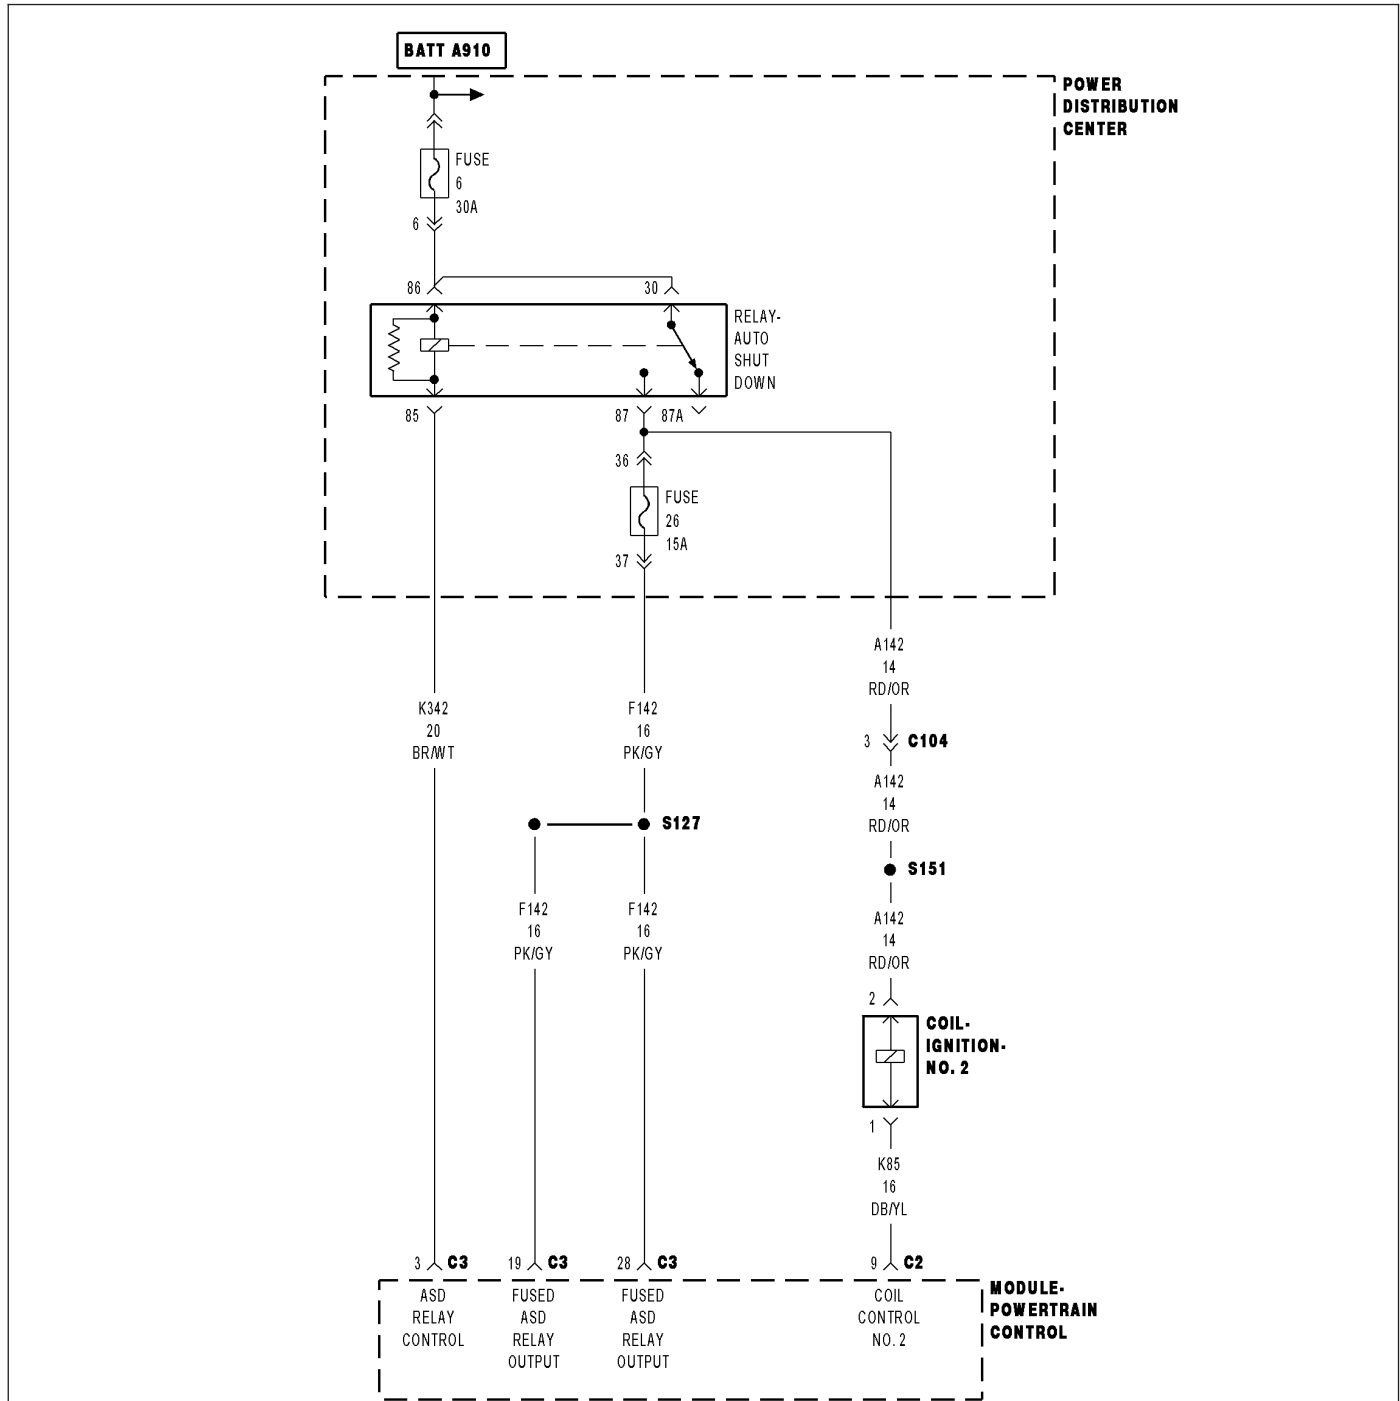 BATT A910
POWER
DISTRIBUTION
CENTER
FUSE
6
30A
6
86
30
RELAY-
AUTO
SHUT
DOWN
85
87
87A
36
FUSE
26
15A
37
A142
14
RD/OR
K342
20
BR/WT
F142
16
PK/GY
3
C104
A142
14
RD/OR
S127
S151
F142
16
PK/GY
F142
16
PK/GY
A142
14
RD/OR
2
COIL-
IGNITION-
NO. 2
1
K85
16
DB/YL
3
C3
19
C3
28
C3
9
C2
ASD
RELAY
CONTROL
FUSED
ASD
RELAY
OUTPUT
FUSED
ASD
RELAY
OUTPUT
COIL
CONTROL
NO. 2
MODULE-
POWERTRAIN
CONTROL